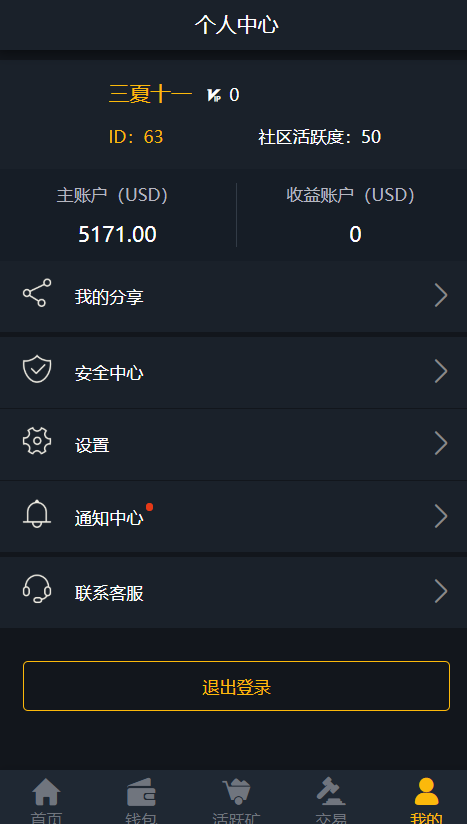 个人中心
三夏十一 VIP 0
ID：63 社区活跃度：50
主账户（USD） 收益账户（USD）
5171.00 0
我的分享
安全中心
设置
通知中心
联系客服
退出登录
首页 钱包 活跃矿 交易 我的